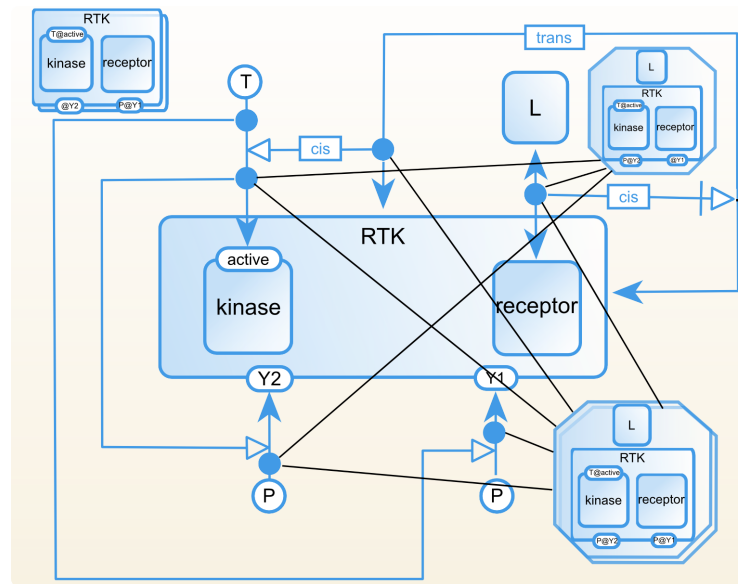 RTK
T@active
kinase
receptor
@Y2
P@Y1
trans
T
L
L
RTK
T@active
kinase
receptor
P@Y2
@Y1
cis
cis
RTK
active
kinase
receptor
Y2
Y1
P
P
L
RTK
T@active
kinase
receptor
P@Y2
P@Y1